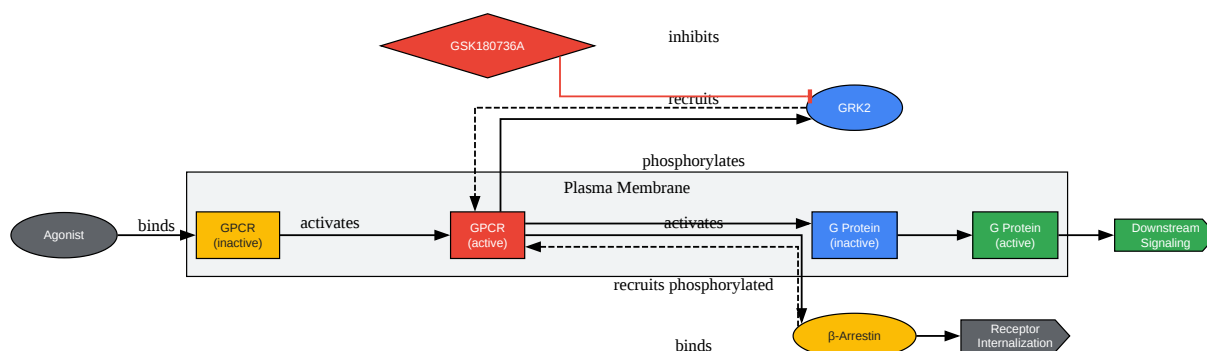 GSK180736A
inhibits
recruits
GRK2
phosphorylates
Plasma Membrane
Agonist
binds
GPCR
(inactive)
activates
GPCR
(active)
activates
G Protein
(inactive)
G Protein
(active)
Downstream
Signaling
recruits phosphorylated
β-Arrestin
Receptor
Internalization
binds